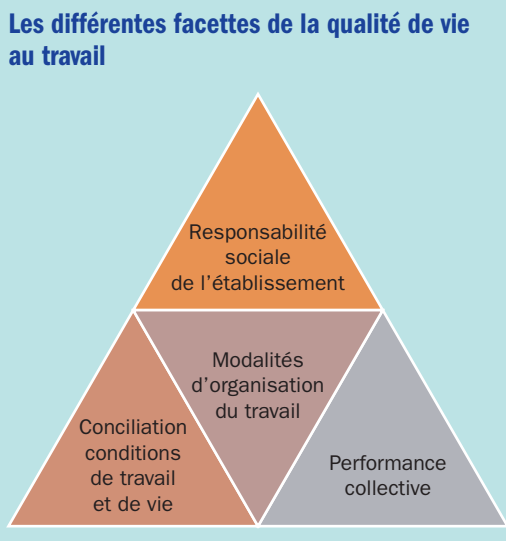 Les différentes facettes de la qualité de vie
au travail
Responsabilité
sociale
de l'établissement
Modalités
d'organisation
du travail
Conciliation
conditions
de travail
et de vie
Performance
collective